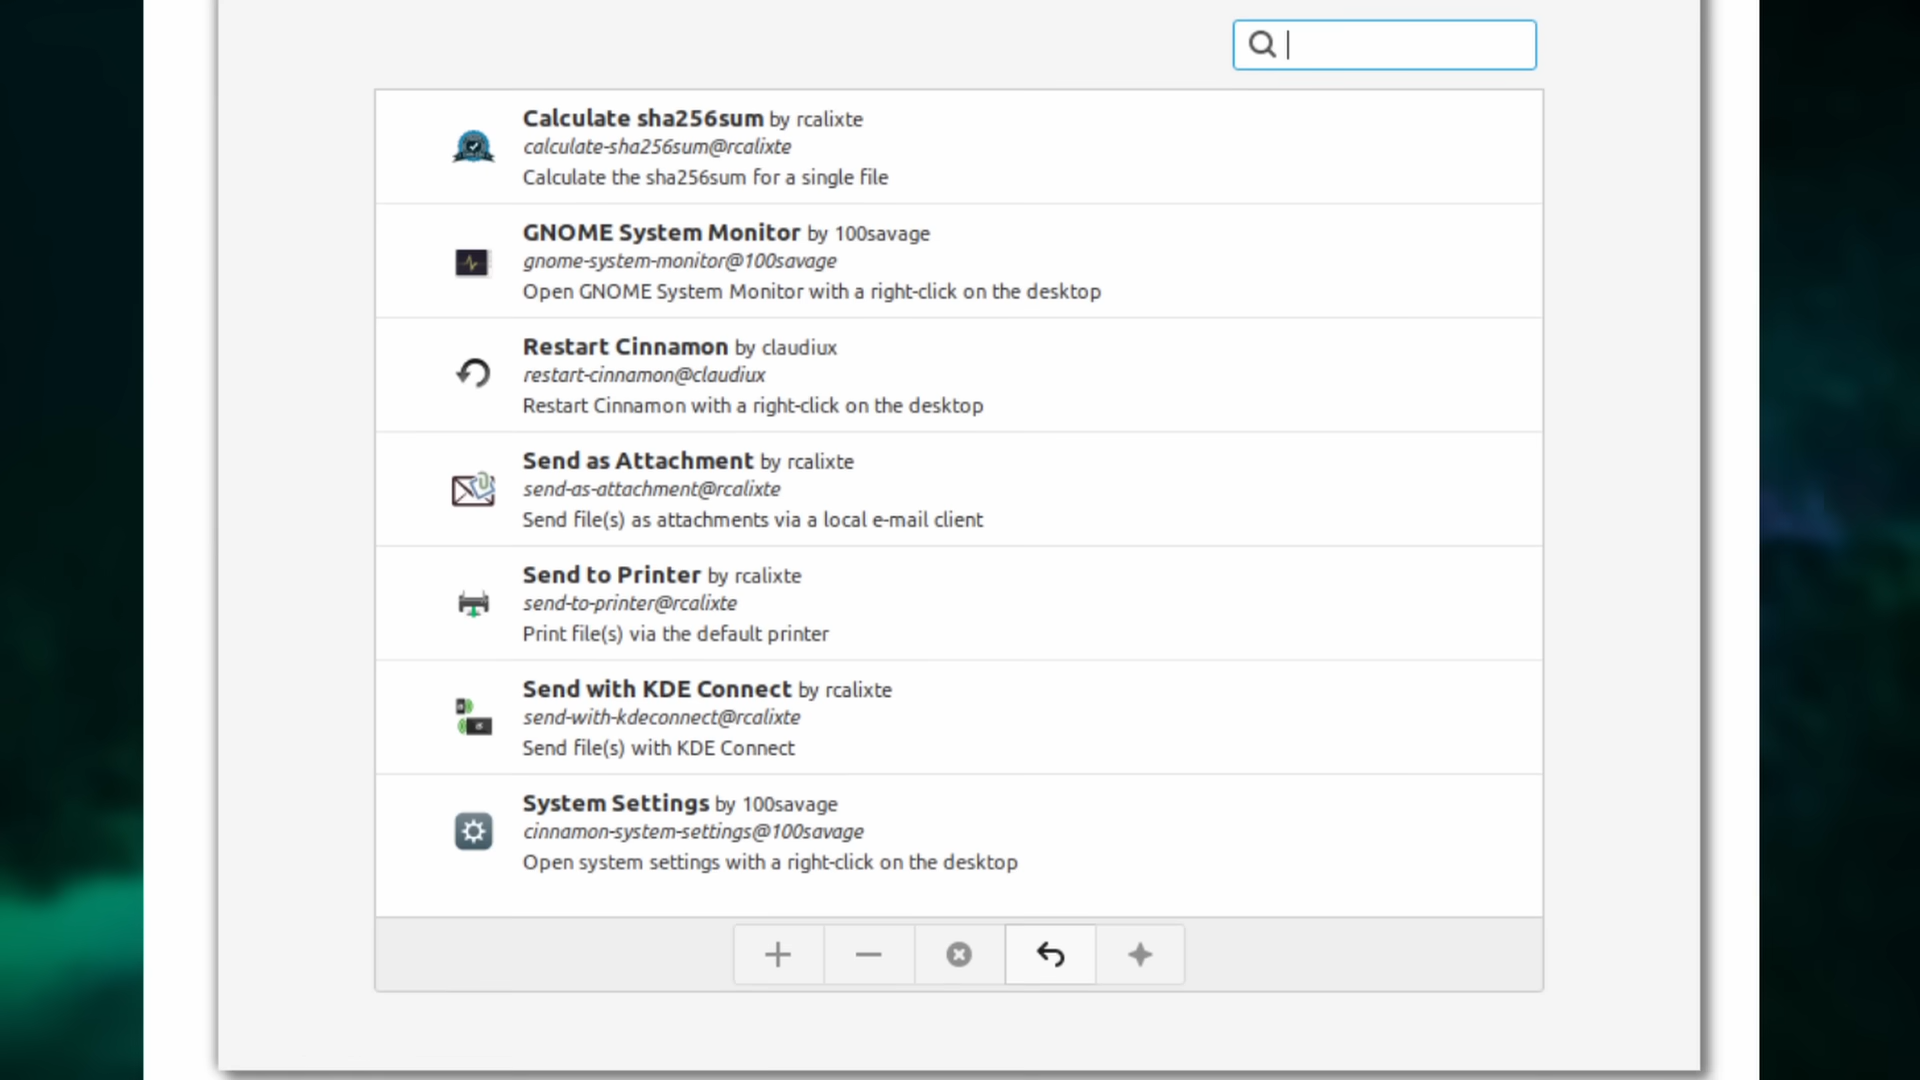 Calculate sha256sum by rcalixte
calculate-sha256sum@rcalixte
Calculate the sha256sum for a single file
GNOME System Monitor by 100savage
gnome-system-monitor@100savage
Open GNOME System Monitor with a right-click on the desktop
Restart Cinnamon by claudiux
restart-cinnamon@claudiux
Restart Cinnamon with a right-click on the desktop
Send as Attachment by rcalixte
send-as-attachment@rcalixte
Send file(s) as attachments via a local e-mail client
Send to Printer by rcalixte
send-to-printer@rcalixte
Print file(s) via the default printer
Send with KDE Connect by rcalixte
send-with-kdeconnect@rcalixte
Send file(s) with KDE Connect
System Settings by 100savage
cinnamon-system-settings@100savage
Open system settings with a right-click on the desktop